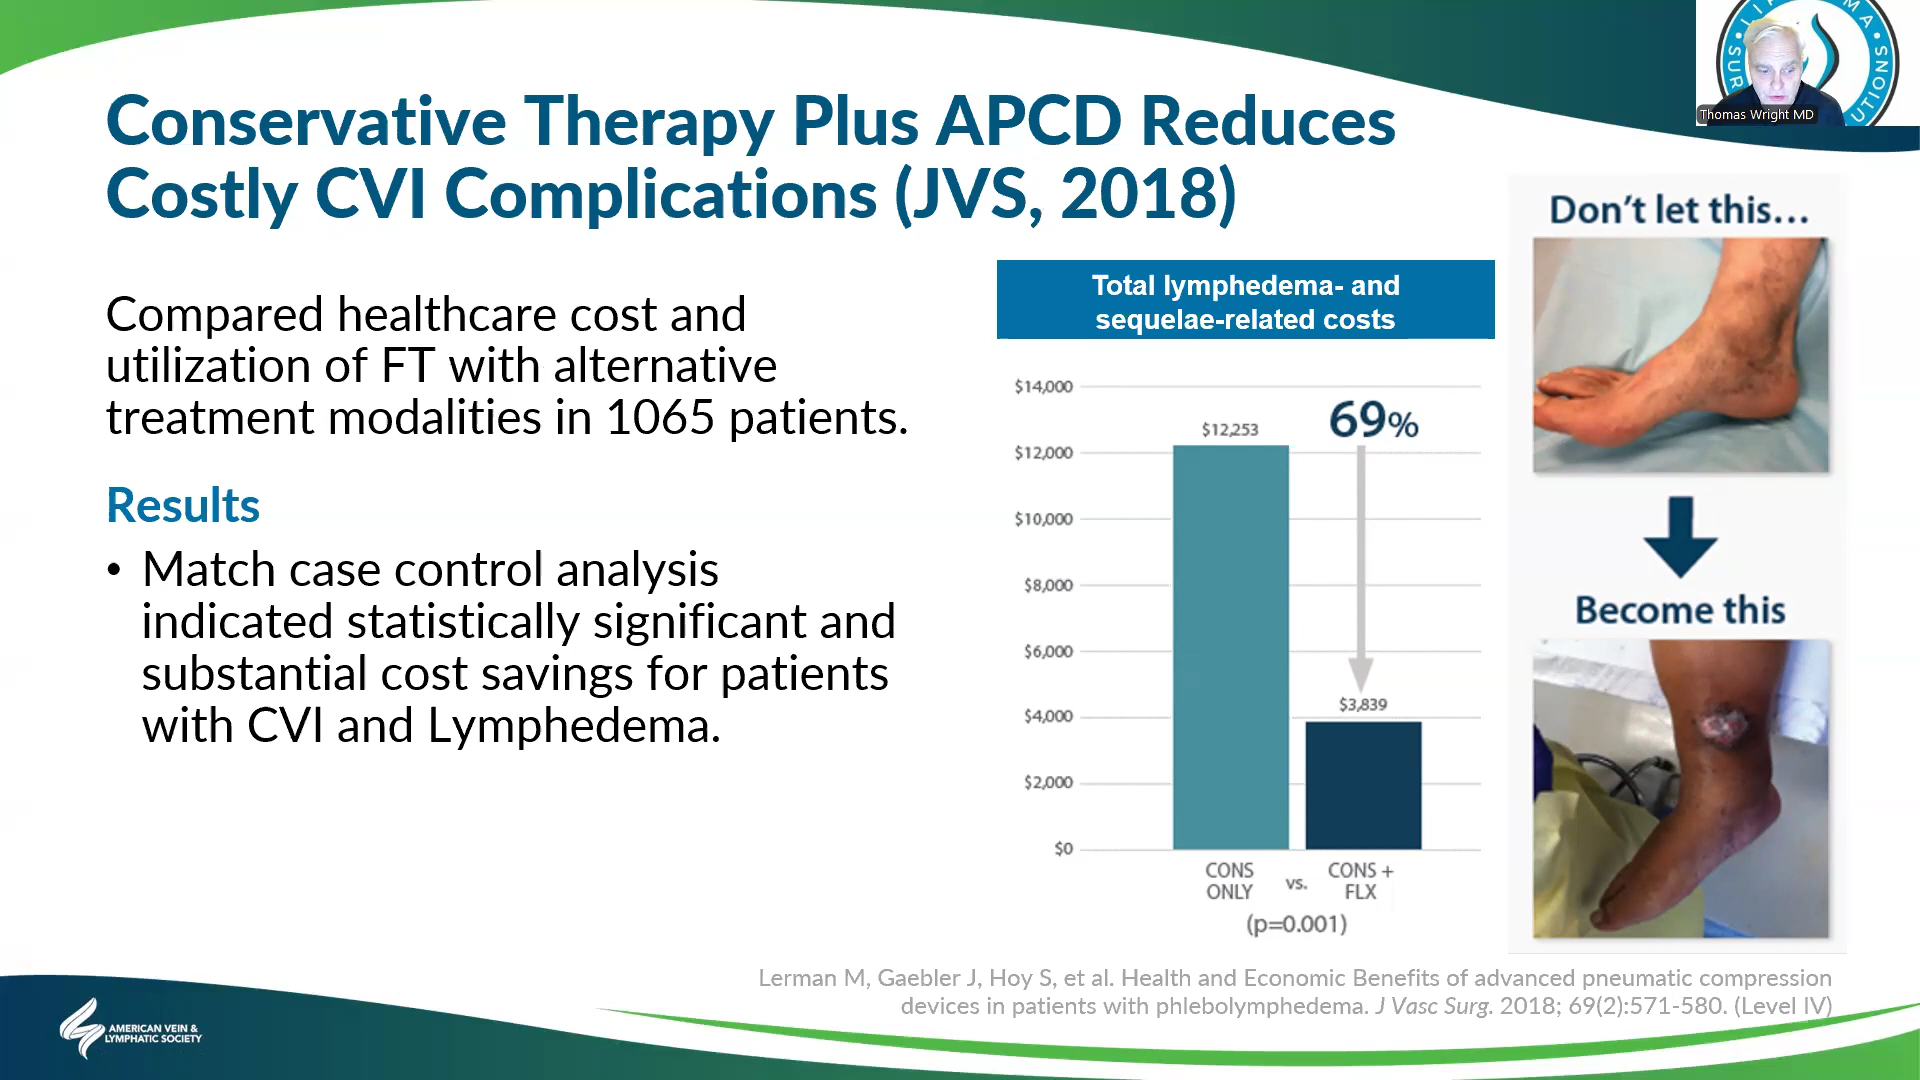 Conservative Therapy Plus APCD Reduces
Costly CVI Complications (JVS, 2018)
Compared healthcare cost and
utilization of FT with alternative
treatment modalities in 1065 patients.
Results
• Match case control analysis
indicated statistically significant and
substantial cost savings for patients
with CVI and Lymphedema.
Total lymphedema- and
sequelae-related costs
$14,000
$12,000
$10,000
$8,000
$6,000
$4,000
$2,000
$0
$12,253
69%
$3,839
CONS
ONLY
vs.
CONS +
FLX
(p=0.001)
Don't let this...
Become this
Thomas Wright MD
Lerman M, Gaebler J, Hoy S, et al. Health and Economic Benefits of advanced pneumatic compression
devices in patients with phlebolymphedema. J Vasc Surg. 2018; 69(2):571-580. (Level IV)
AMERICAN VEIN &
LYMPHATIC SOCIETY